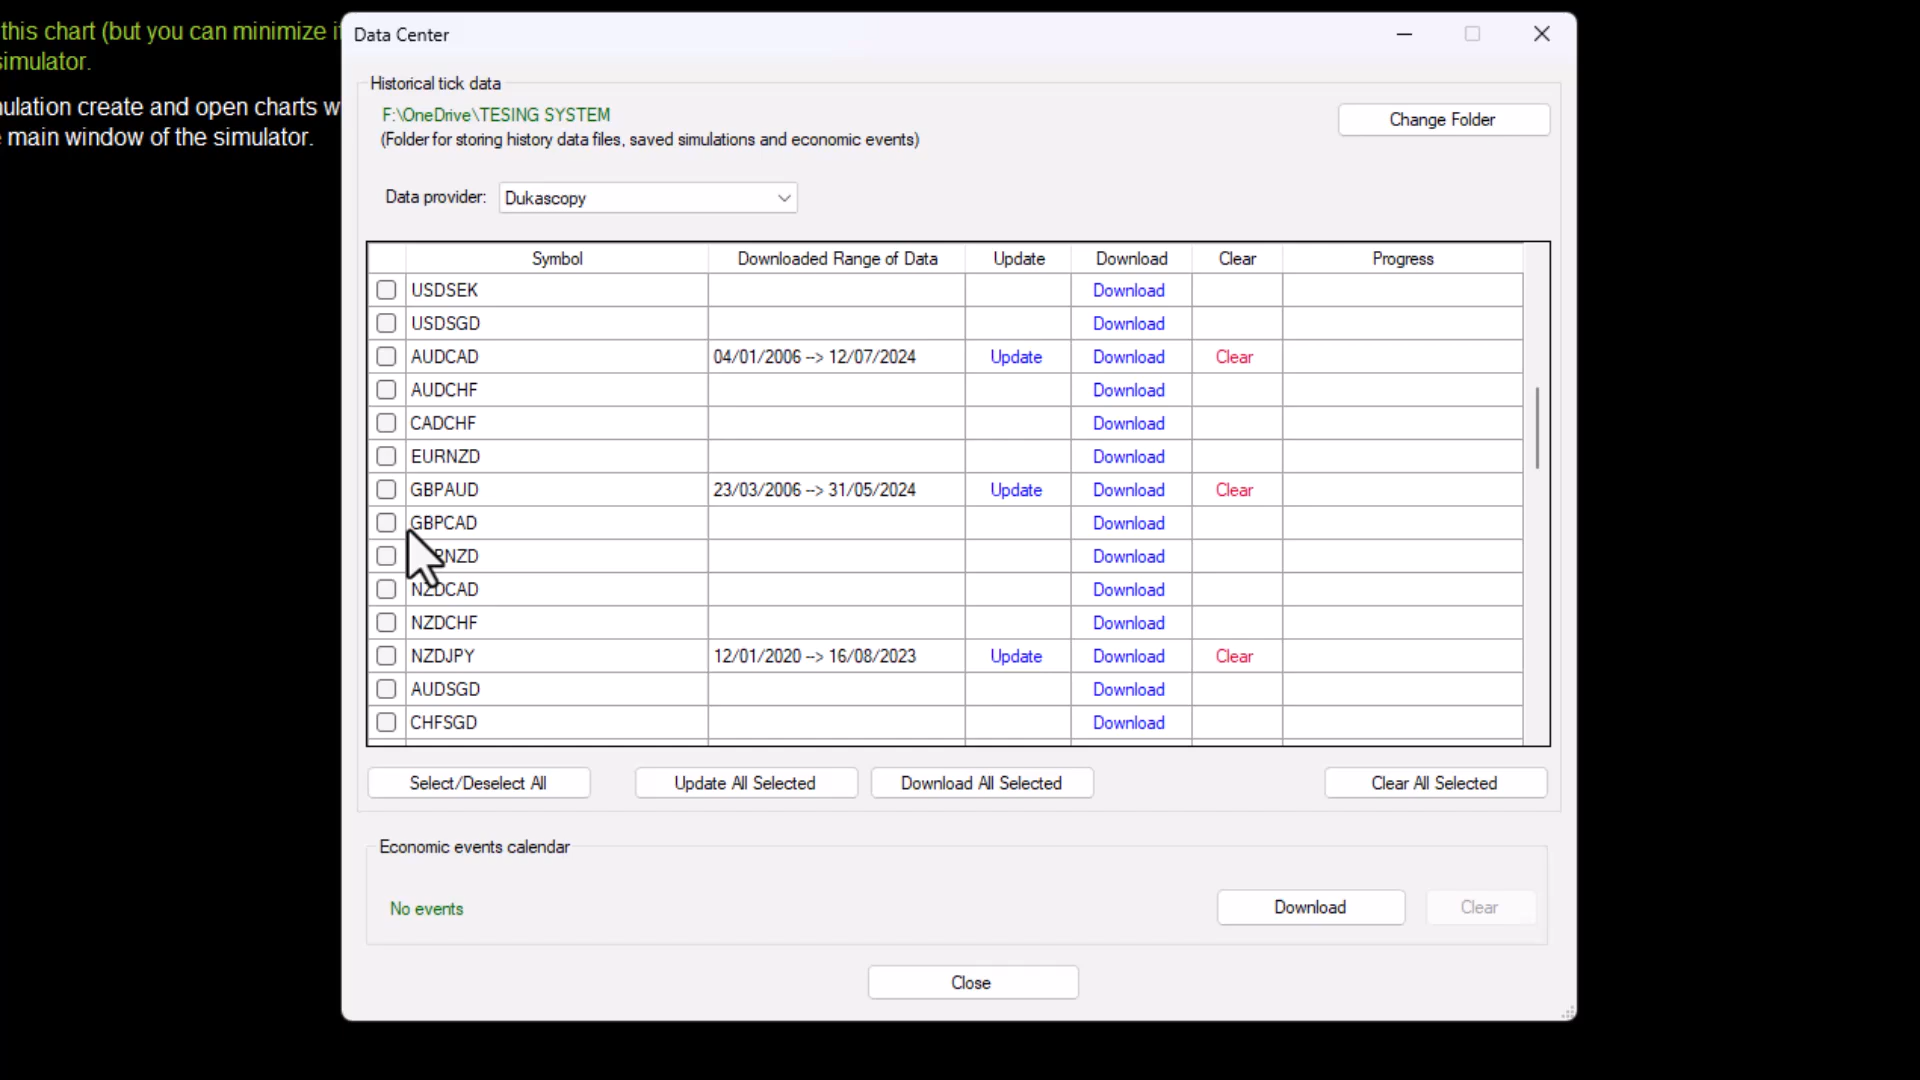 this chart (but you can minimize i
simulator.
ulation create and open charts w
main window of the simulator.
Data Center
Historical tick data
F:\OneDrive\TESING SYSTEM
Change Folder
(Folder for storing history data files, saved simulations and economic events)
Data provider: Dukascopy
Symbol Downloaded Range of Data Update Download Clear Progress
USDSEK Download
USDSGD Download
AUDCAD 04/01/2006 --> 12/07/2024 Update Download Clear
AUDCHF Download
CADCHF Download
EURNZD Download
GBPAUD 23/03/2006 --> 31/05/2024 Update Download Clear
GBPCAD Download
NZD Download
NZDCAD Download
NZDCHF Download
NZDJPY 12/01/2020 --> 16/08/2023 Update Download Clear
AUDSGD Download
CHFSGD Download
Select/Deselect All Update All Selected Download All Selected Clear All Selected
Economic events calendar
No events Download Clear
Close